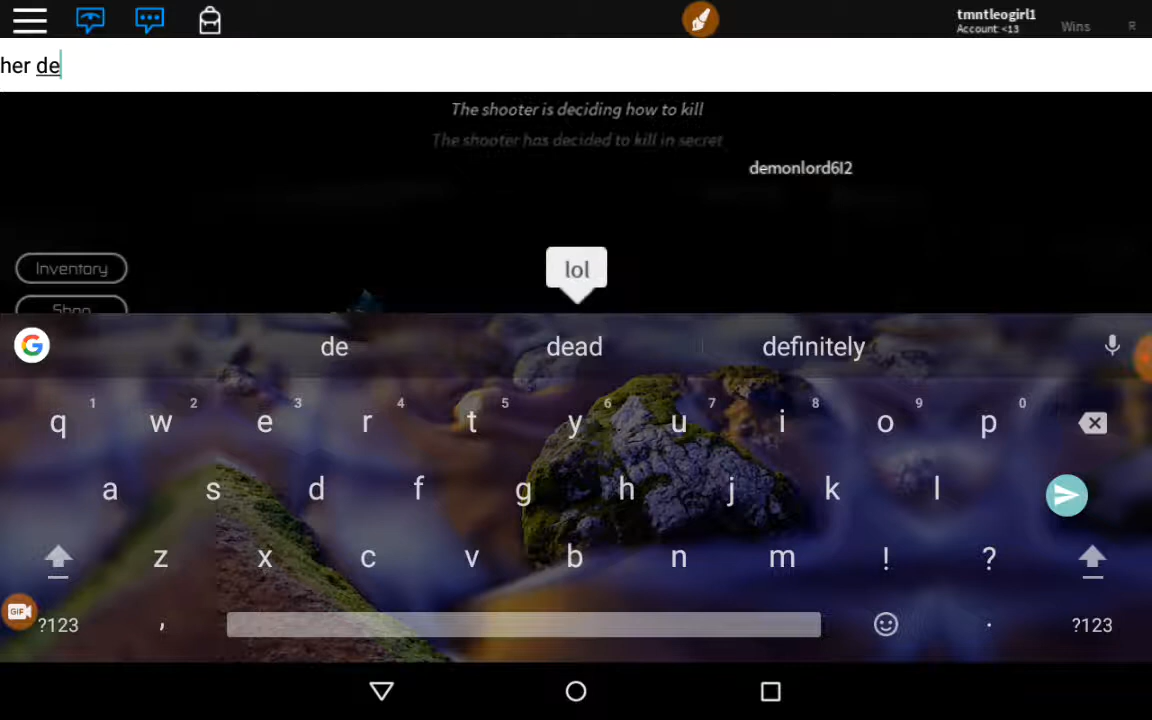 tmntleogirl1
Account: <13
Wins
R
her de
The shooter is deciding how to kill
The shooter has decided to kill in secret
demonlord6l2
lol
Inventory
Shop
G
de
dead
definitely
q 1 w 2 e 3 r 4 t 5 y 6 u 7 i 8 o 9 p 0
a s d f g h j k l
z x c v b n m ! ?
GIF
?123 , . ?123